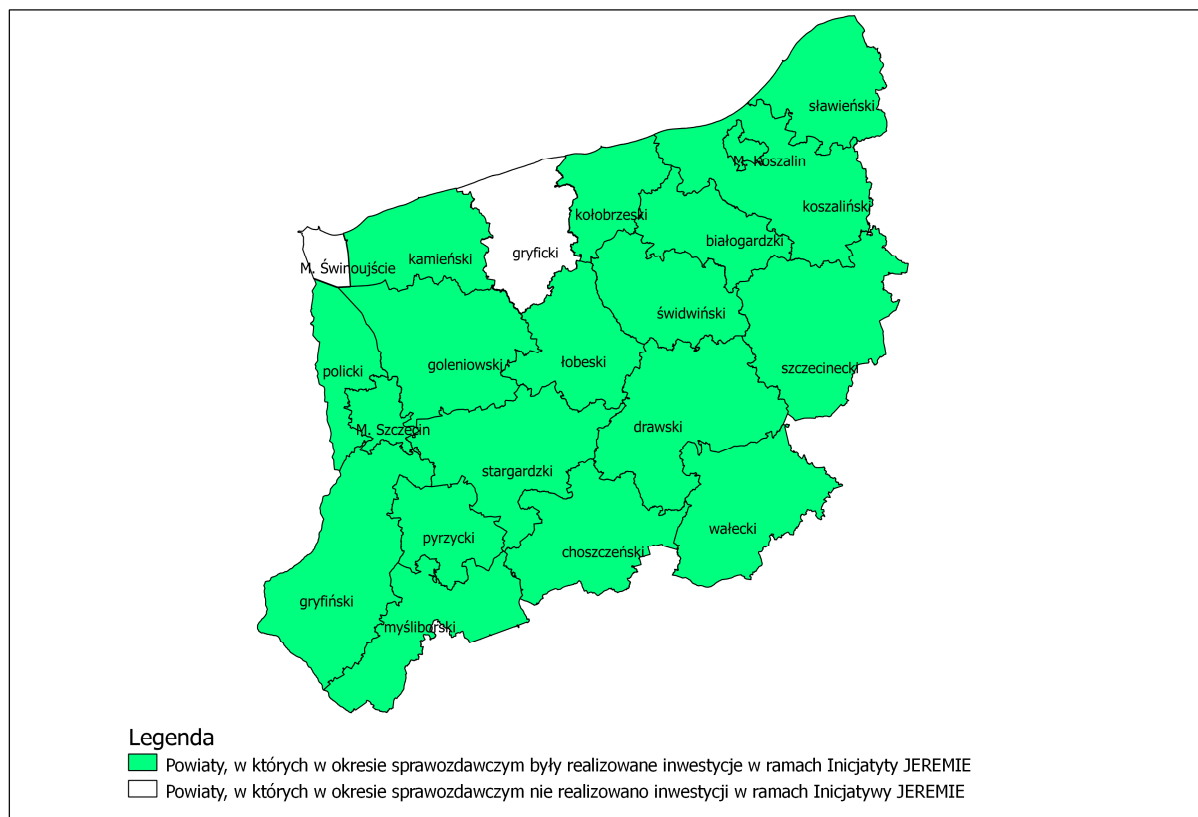 sławieński
M. Koszalin
koszaliński
kołobrzeski
białogardzki
gryficki
kamieński
M. Świnoujście
świdwiński
goleniowski
łobeski
szczecinecki
policki
drawski
M. Szczecin
stargardzki
wałecki
pyrzycki
choszczeński
gryfiński
myśliborski
Legenda
Powiaty, w których w okresie sprawozdawczym były realizowane inwestycje w ramach Inicjatyty JEREMIE
Powiaty, w których w okresie sprawozdawczym nie realizowano inwestycji w ramach Inicjatywy JEREMIE